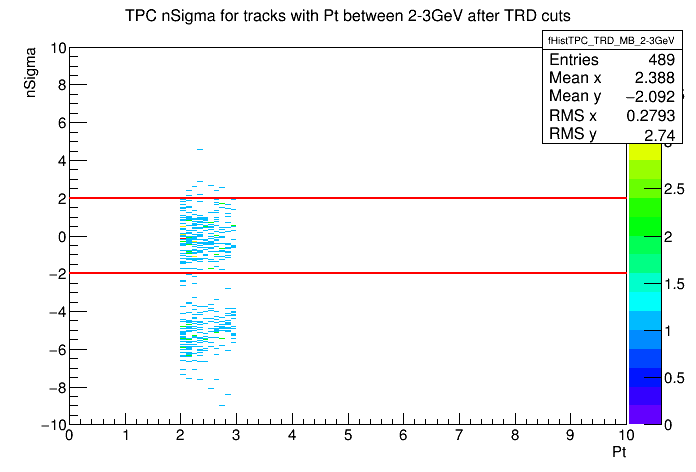 TPC nSigma for tracks with Pt between 2-3GeV after TRD cuts
fHistTPC_TRD_MB_2-3GeV
Entries 489
Mean x 2.388
Mean y −2.092
RMS x 0.2793
RMS y 2.74
nSigma
10
8
6
4
2
0
−2
−4
−6
−8
−10
0 1 2 3 4 5 6 7 8 9 10
Pt
2.5
2
1.5
1
0.5
0